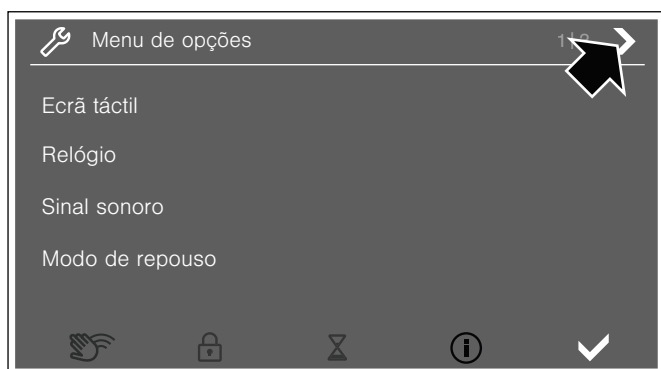 Menu de opções
Ecrã táctil
Relógio
Sinal sonoro
Modo de repouso